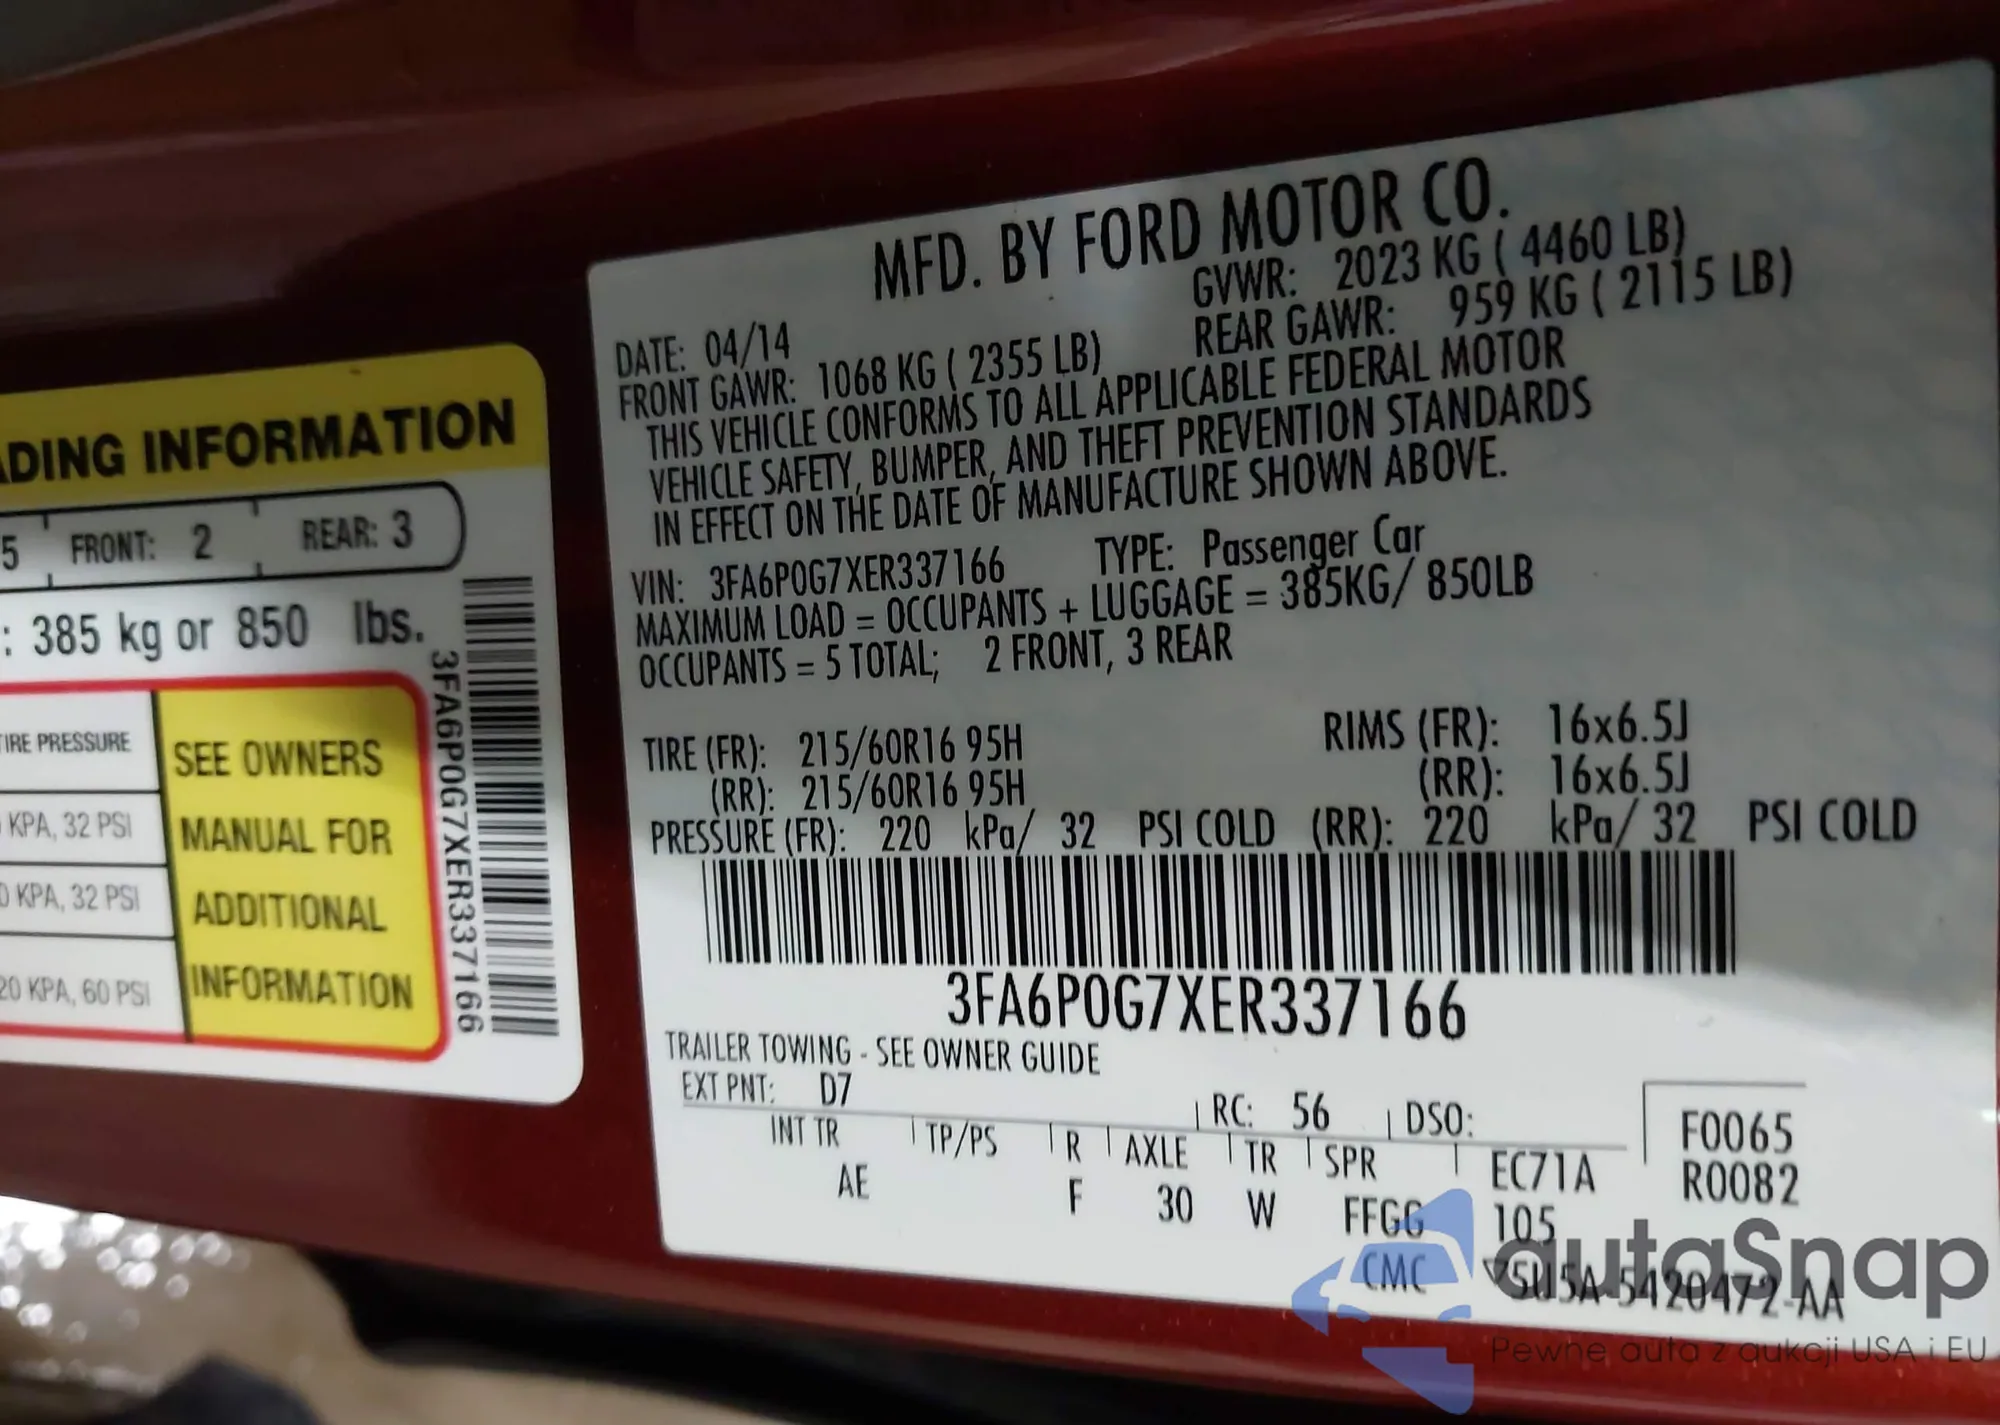 ADING INFORMATION
5 FRONT: 2 REAR: 3
: 385 kg or 850 lbs.
TIRE PRESSURE
KPA, 32 PSI
0 KPA, 32 PSI
20 KPA, 60 PSI
SEE OWNERS
MANUAL FOR
ADDITIONAL
INFORMATION
3FA6P0G7XER337166
MFD. BY FORD MOTOR CO.
DATE: 04/14 GVWR: 2023 KG ( 4460 LB)
FRONT GAWR: 1068 KG ( 2355 LB) REAR GAWR: 959 KG ( 2115 LB)
THIS VEHICLE CONFORMS TO ALL APPLICABLE FEDERAL MOTOR
VEHICLE SAFETY, BUMPER, AND THEFT PREVENTION STANDARDS
IN EFFECT ON THE DATE OF MANUFACTURE SHOWN ABOVE.
VIN: 3FA6P0G7XER337166 TYPE: Passenger Car
MAXIMUM LOAD = OCCUPANTS + LUGGAGE = 385KG/ 850LB
OCCUPANTS = 5 TOTAL; 2 FRONT, 3 REAR
TIRE (FR): 215/60R16 95H RIMS (FR): 16x6.5J
(RR): 215/60R16 95H (RR): 16x6.5J
PRESSURE (FR): 220 kPa/ 32 PSI COLD (RR): 220 kPa/ 32 PSI COLD
3FA6P0G7XER337166
TRAILER TOWING - SEE OWNER GUIDE
EXT PNT: D7 RC: 56 DSO: F0065
INT TR TP/PS R AXLE TR SPR EC71A R0082
AE F 30 W FFGG 105
CMC 5U5A-5420472-AA
autaSnap
Pewne auta z aukcji USA i EU